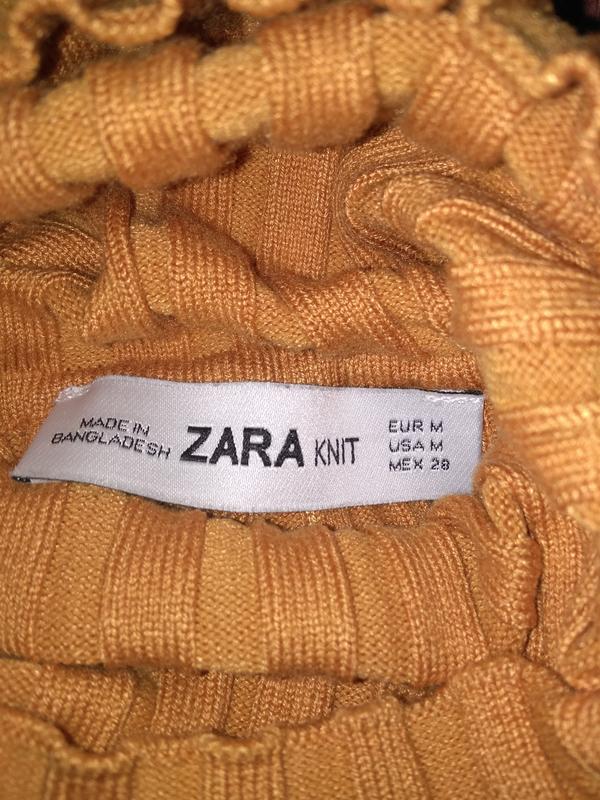 MADE IN
BANGLADESH
ZARA KNIT
EUR M
USA M
MEX 28